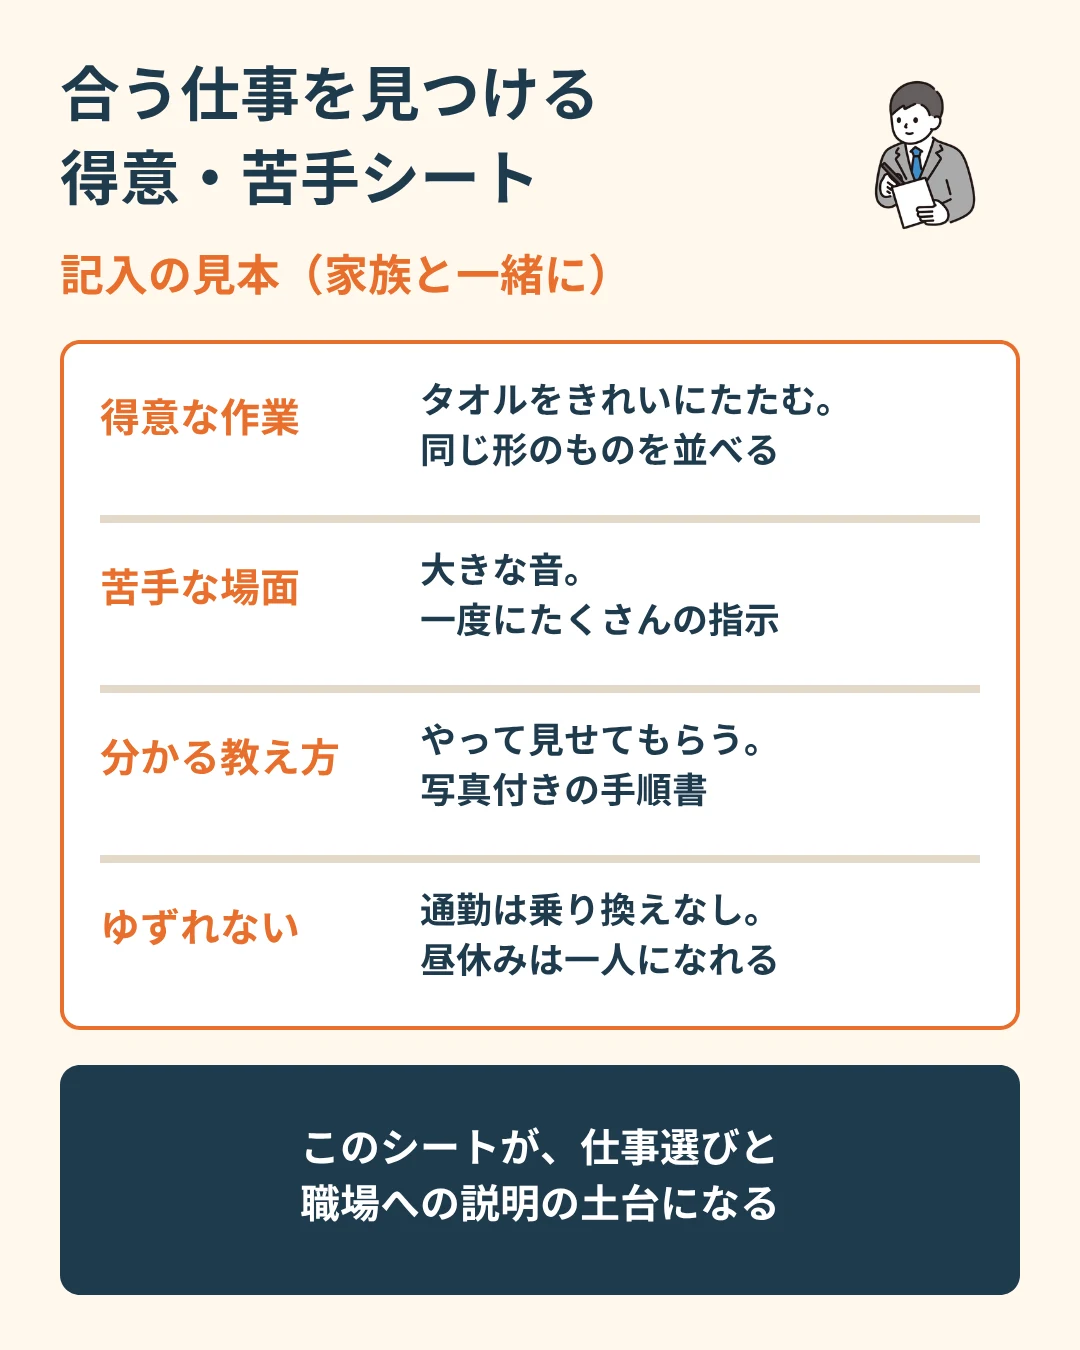 合う仕事を見つける
得意・苦手シート
記入の見本（家族と一緒に）
得意な作業
タオルをきれいにたたむ。
同じ形のものを並べる
苦手な場面
大きな音。
一度にたくさんの指示
分かる教え方
やって見せてもらう。
写真付きの手順書
ゆずれない
通勤は乗り換えなし。
昼休みは一人になれる
このシートが、仕事選びと
職場への説明の土台になる